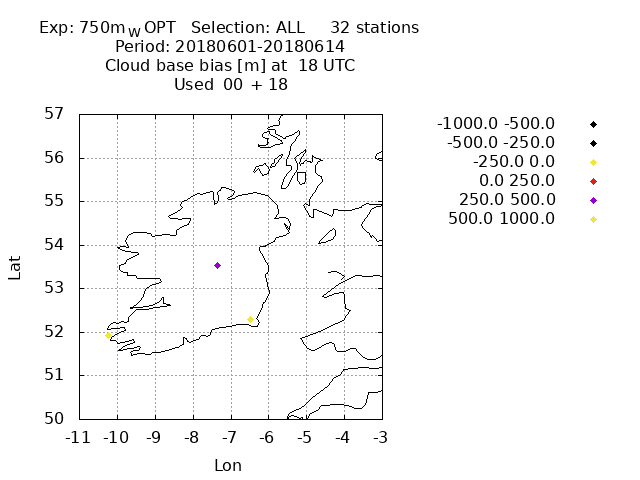 Exp: 750mWOPT   Selection: ALL     32 stations
Period: 20180601-20180614
Cloud base bias [m] at  18 UTC
Used  00 + 18
-1000.0 -500.0
-500.0 -250.0
-250.0 0.0
0.0 250.0
250.0 500.0
500.0 1000.0
57
56
55
54
53
52
51
50
Lat
-11 -10 -9 -8 -7 -6 -5 -4 -3
Lon